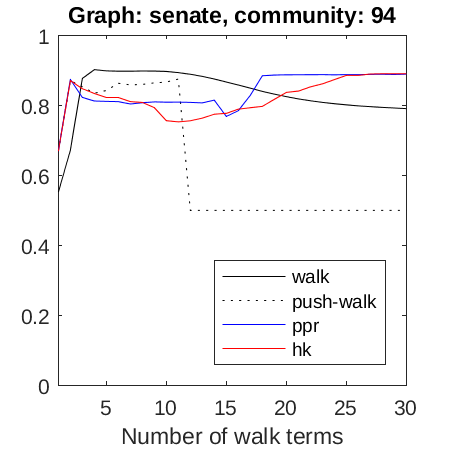 Graph: senate, community: 94
1
0.8
0.6
0.4
0.2
0
walk
push-walk
ppr
hk
5 10 15 20 25 30
Number of walk terms